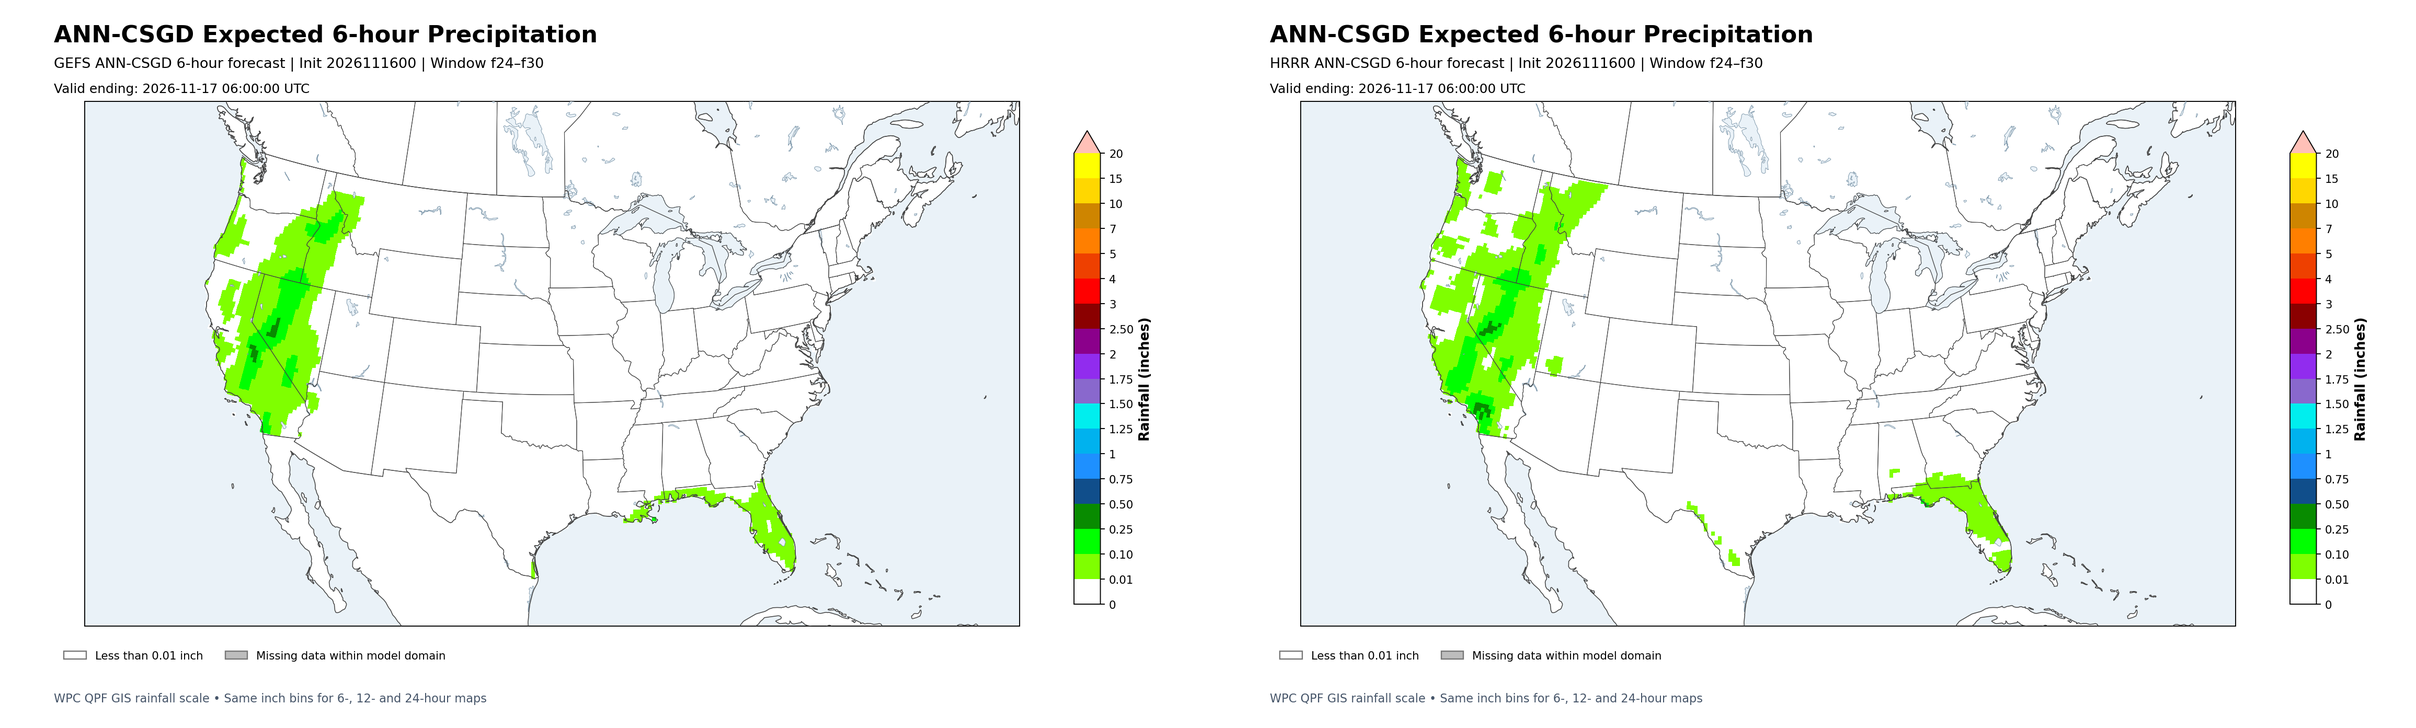 ANN-CSGD Expected 6-hour Precipitation
GEFS ANN-CSGD 6-hour forecast | Init 2026111600 | Window f24–f30
Valid ending: 2026-11-17 06:00:00 UTC
20
15
10
7
5
4
3
2.50
2
1.75
1.50
1.25
1
0.75
0.50
0.25
0.10
0.01
0
Rainfall (inches)
Less than 0.01 inch
Missing data within model domain
WPC QPF GIS rainfall scale • Same inch bins for 6-, 12- and 24-hour maps
ANN-CSGD Expected 6-hour Precipitation
HRRR ANN-CSGD 6-hour forecast | Init 2026111600 | Window f24–f30
Valid ending: 2026-11-17 06:00:00 UTC
20
15
10
7
5
4
3
2.50
2
1.75
1.50
1.25
1
0.75
0.50
0.25
0.10
0.01
0
Rainfall (inches)
Less than 0.01 inch
Missing data within model domain
WPC QPF GIS rainfall scale • Same inch bins for 6-, 12- and 24-hour maps